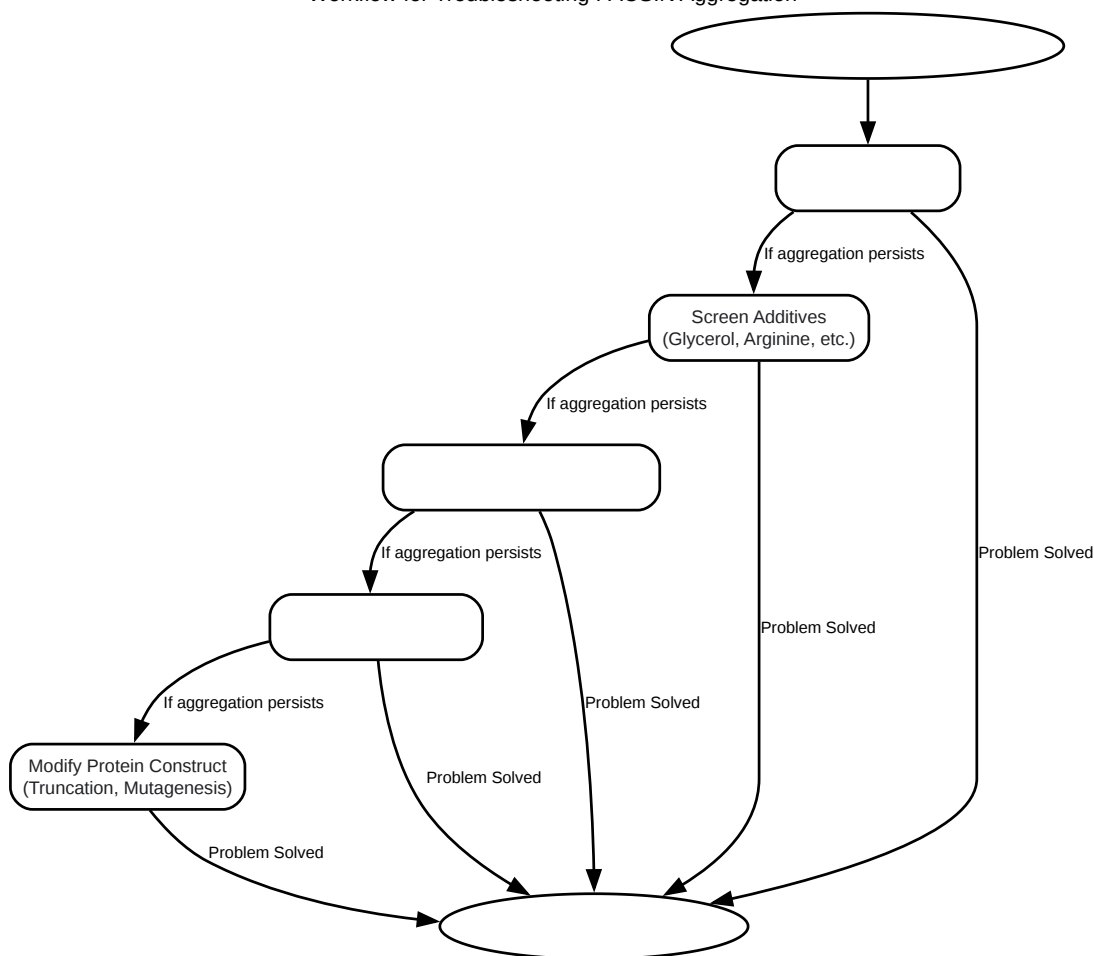 If aggregation persists
Screen Additives
(Glycerol, Arginine, etc.)
If aggregation persists
If aggregation persists
Problem Solved
Problem Solved
If aggregation persists
Problem Solved
Modify Protein Construct
(Truncation, Mutagenesis)
Problem Solved
Problem Solved